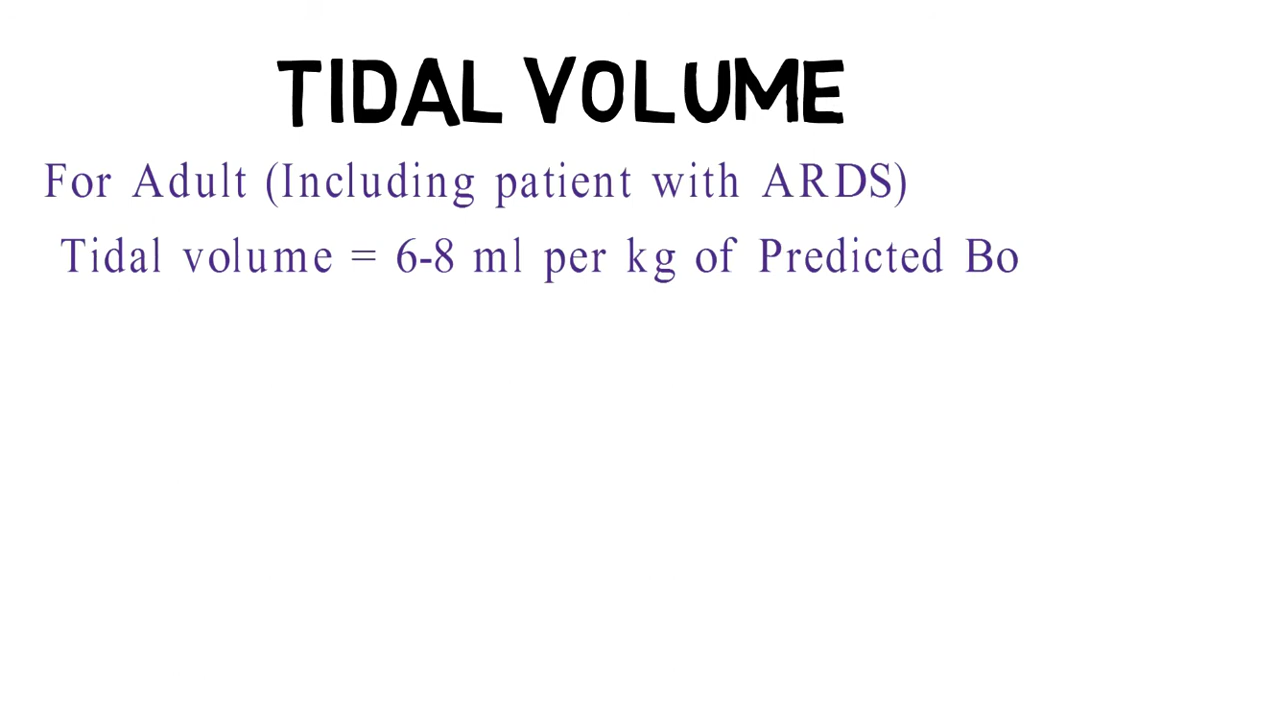 TIDAL VOLUME
For Adult (Including patient with ARDS)
Tidal volume = 6-8 ml per kg of Predicted Bo